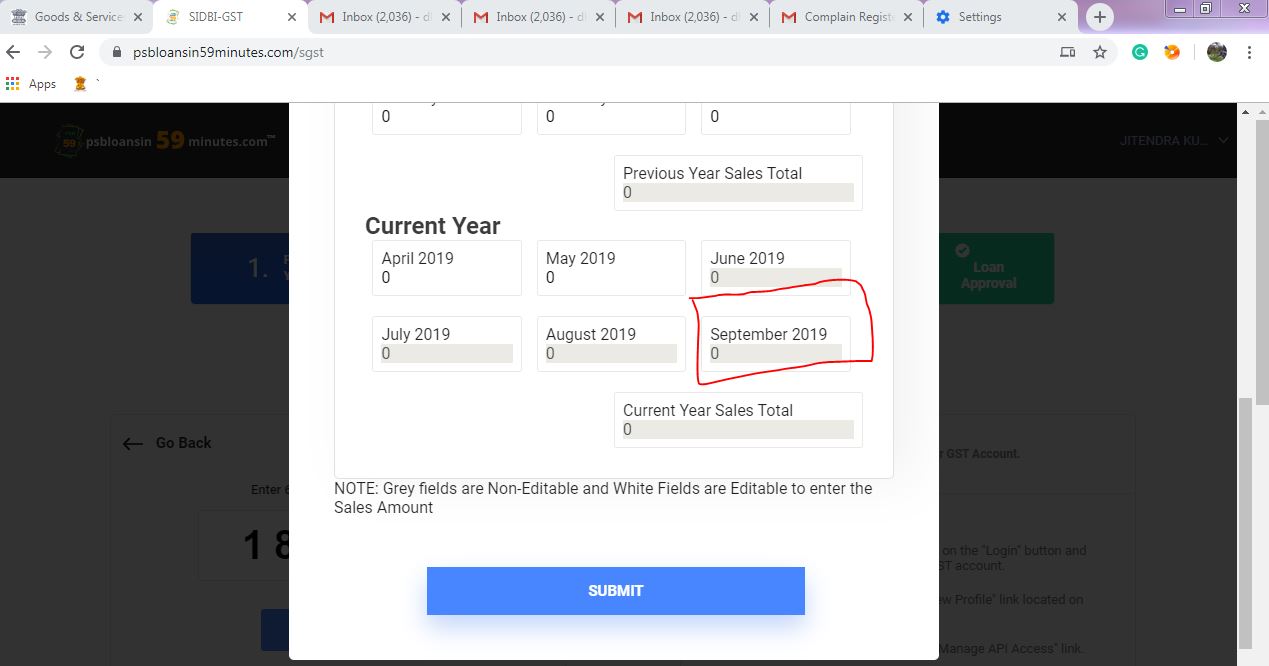 Goods & Service
SIDBI-GST
Inbox (2,036) - d
Inbox (2,036) - d
Inbox (2,036) - d
Complain Regist
Settings
psbloansin59minutes.com/sgst
Apps
0
0
0
59
psbloansin 59 minutes.com™
JITENDRA KU...
Previous Year Sales Total
0
Current Year
April 2019
0
May 2019
0
June 2019
0
1.
Loan
Approval
July 2019
0
August 2019
0
September 2019
0
Current Year Sales Total
0
Go Back
GST Account.
NOTE: Grey fields are Non-Editable and White Fields are Editable to enter the
Sales Amount
Enter
1 8
on the "Login" button and
ST account.
SUBMIT
Profile" link located on
Manage API Access" link.